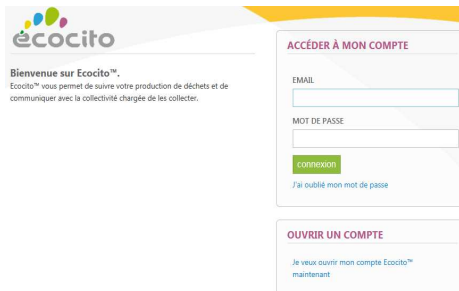 écocito
Bienvenue sur Ecocito™.
Ecocito™ vous permet de suivre votre production de déchets et de
communiquer avec la collectivité chargée de les collecter.
ACCÉDER À MON COMPTE
EMAIL
MOT DE PASSE
connexion
J'ai oublié mon mot de passe
OUVRIR UN COMPTE
Je veux ouvrir mon compte Ecocito™
maintenant